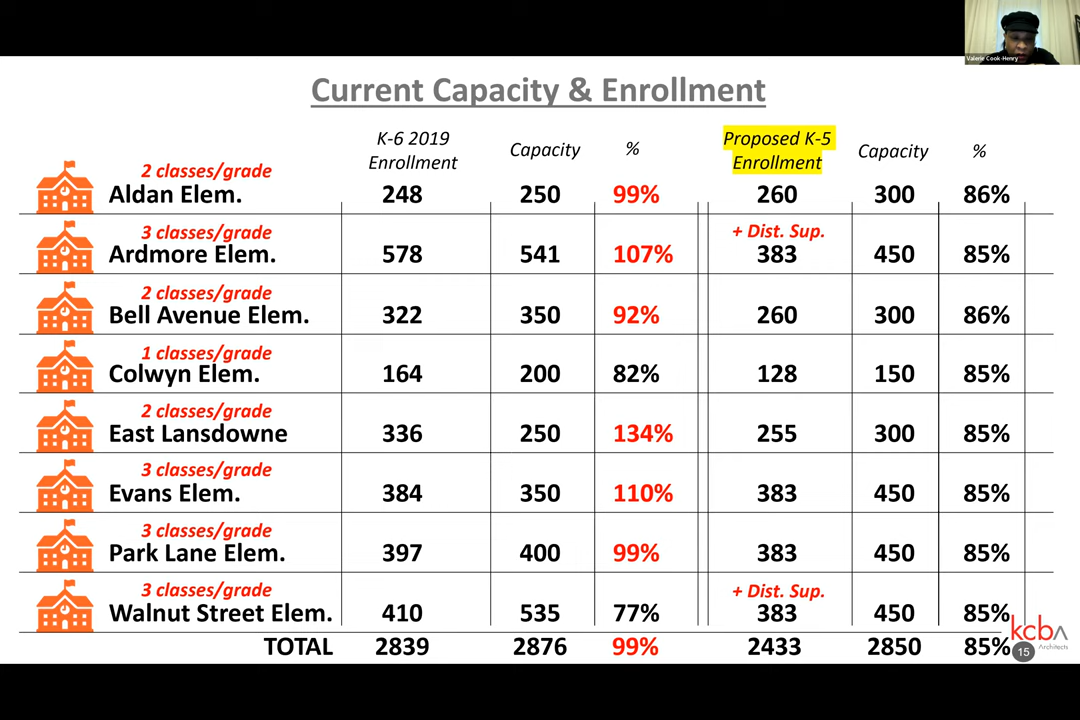 Valerie Cook-Henry
Current Capacity & Enrollment
K-6 2019 Enrollment Capacity % Proposed K-5 Enrollment Capacity %
2 classes/grade
Aldan Elem. 248 250 99% 260 300 86%
3 classes/grade + Dist. Sup.
Ardmore Elem. 578 541 107% 383 450 85%
2 classes/grade
Bell Avenue Elem. 322 350 92% 260 300 86%
1 classes/grade
Colwyn Elem. 164 200 82% 128 150 85%
2 classes/grade
East Lansdowne 336 250 134% 255 300 85%
3 classes/grade
Evans Elem. 384 350 110% 383 450 85%
3 classes/grade
Park Lane Elem. 397 400 99% 383 450 85%
3 classes/grade + Dist. Sup.
Walnut Street Elem. 410 535 77% 383 450 85%
TOTAL 2839 2876 99% 2433 2850 85%
kcba
Architects
15